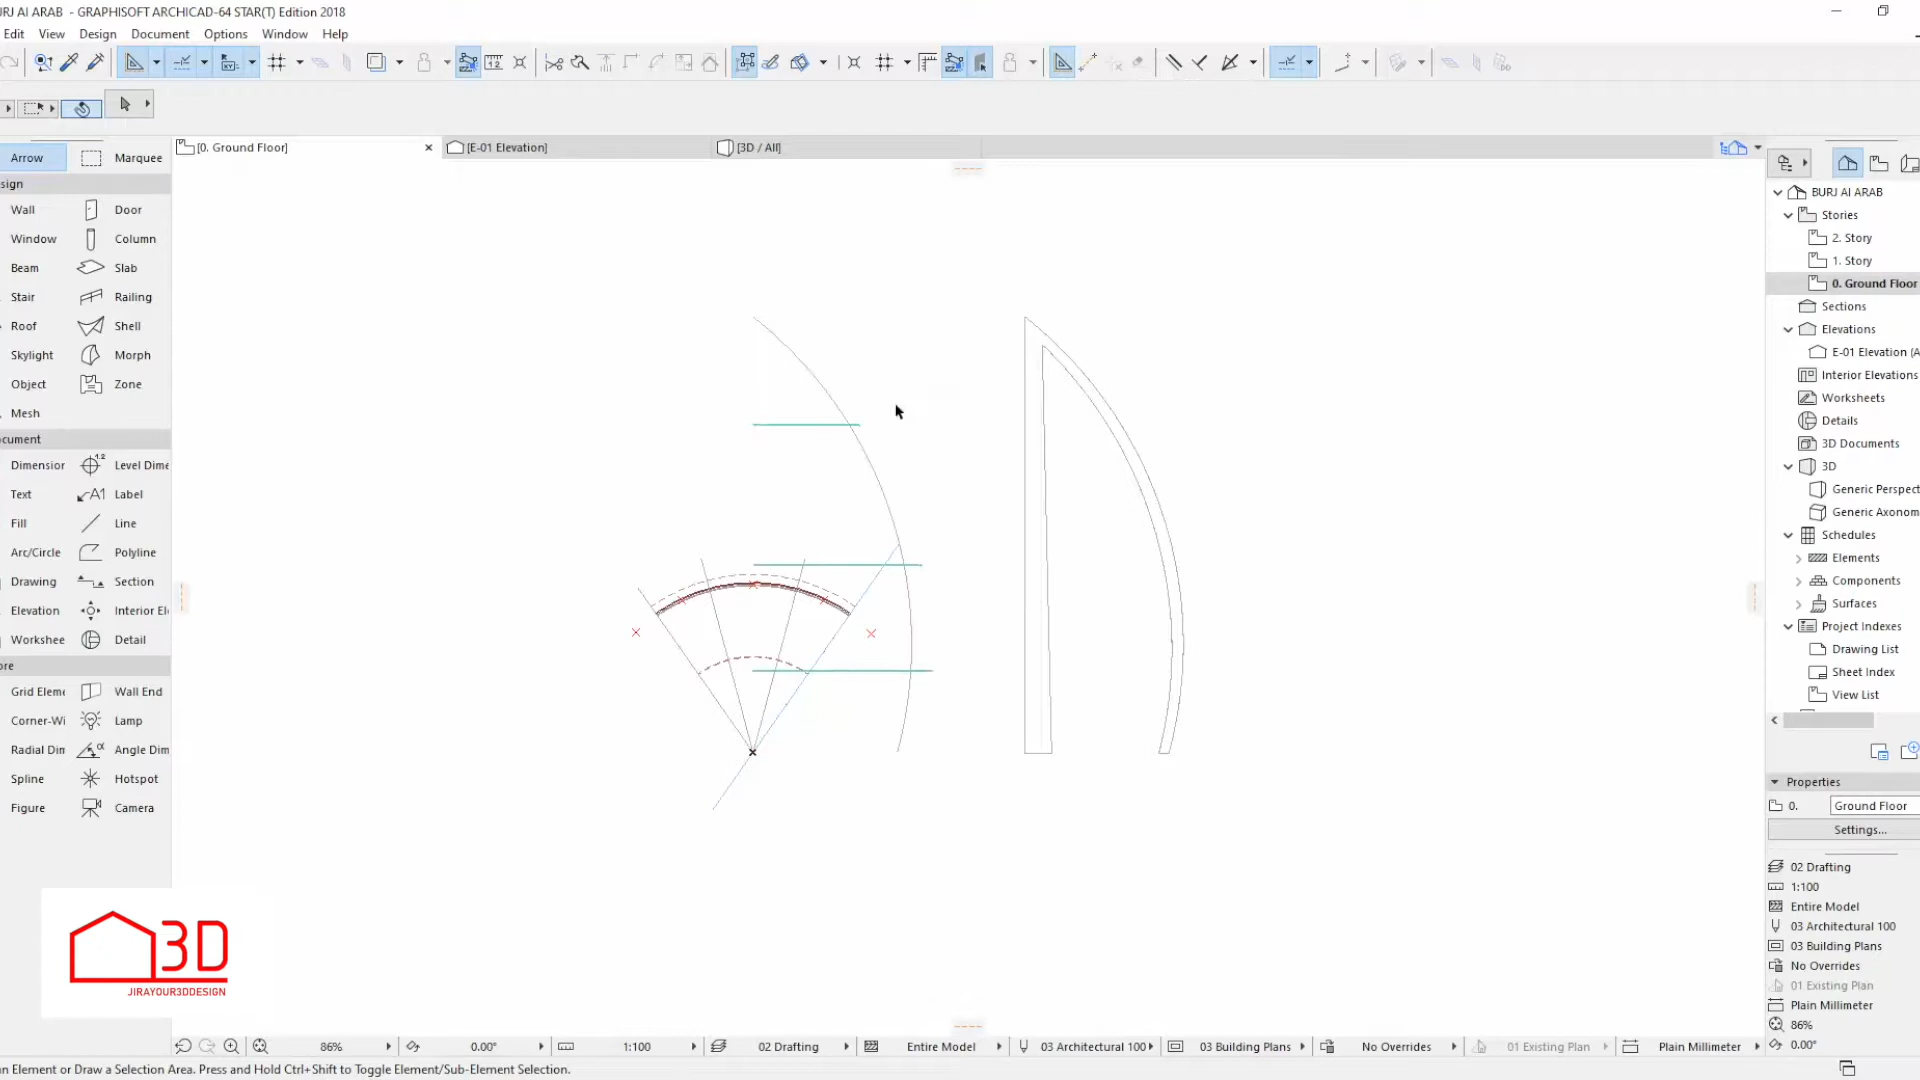 RJ AI ARAB - GRAPHISOFT ARCHICAD-64 STAR(T) Edition 2018
Edit View Design Document Options Window Help
[0. Ground Floor]
[E-01 Elevation]
[3D / All]
Arrow Marquee
sign
Wall Door
Window Column
Beam Slab
Stair Railing
Roof Shell
Skylight Morph
Object Zone
Mesh
cument
Dimension Level Dime
Text Label
Fill Line
Arc/Circle Polyline
Drawing Section
Elevation Interior El
Workshee Detail
ore
Grid Eleme Wall End
Corner-Wi Lamp
Radial Din Angle Dim
Spline Hotspot
Figure Camera
BURJ AI ARAB
Stories
2. Story
1. Story
0. Ground Floor
Sections
Elevations
E-01 Elevation (A
Interior Elevations
Worksheets
Details
3D Documents
3D
Generic Perspect
Generic Axonom
Schedules
Elements
Components
Surfaces
Project Indexes
Drawing List
Sheet Index
View List
Properties
0. Ground Floor
Settings...
02 Drafting
1:100
Entire Model
03 Architectural 100
03 Building Plans
No Overrides
01 Existing Plan
Plain Millimeter
86%
0.00°
3D
JIRAYOUR3DDESIGN
86% 0.00° 1:100 02 Drafting Entire Model 03 Architectural 100 03 Building Plans No Overrides 01 Existing Plan Plain Millimeter
n Element or Draw a Selection Area. Press and Hold Ctrl+Shift to Toggle Element/Sub-Element Selection.